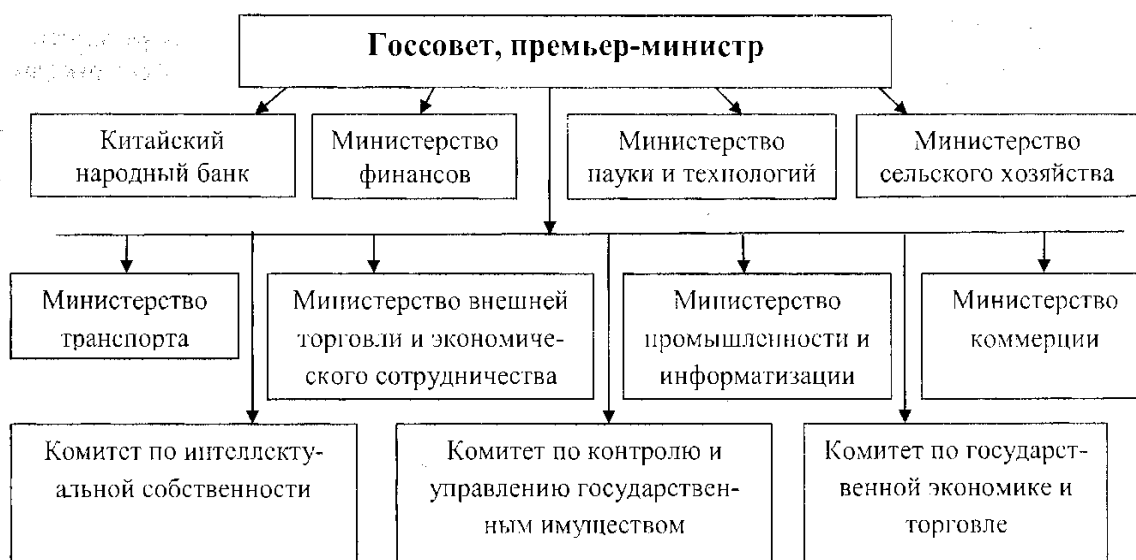 Госсовет, премьер-министр
Китайский
народный банк
Министерство
финансов
Министерство
науки и технологий
Министерство
сельского хозяйства
Министерство
транспорта
Министерство внешней
торговли и экономиче-
ского сотрудничества
Министерство
промышленности и
информатизации
Министерство
коммерции
Комитет по интеллекту-
альной собственности
Комитет по контролю и
управлению государствен-
ным имуществом
Комитет по государст-
венной экономике и
торговле